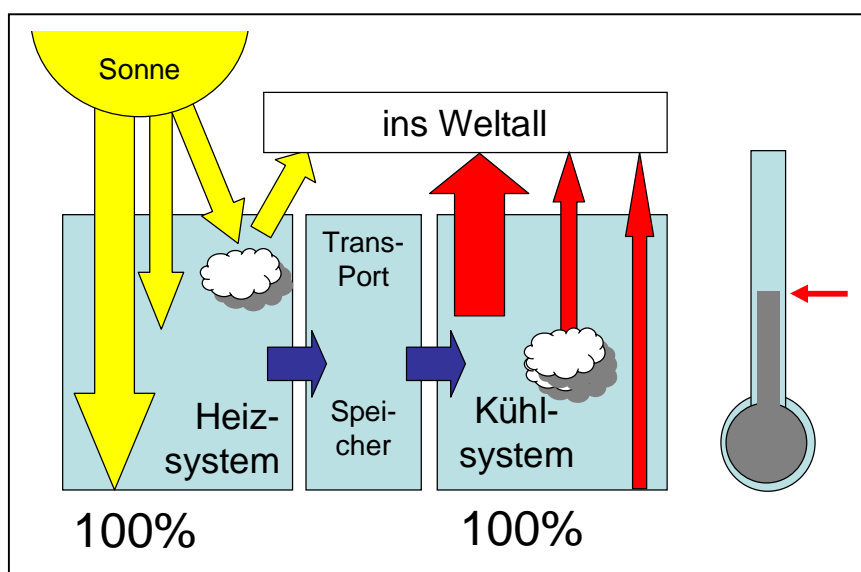 Sonne
ins Weltall
Trans-
Port
Heiz-
system
Spei-
cher
Kühl-
system
100%
100%